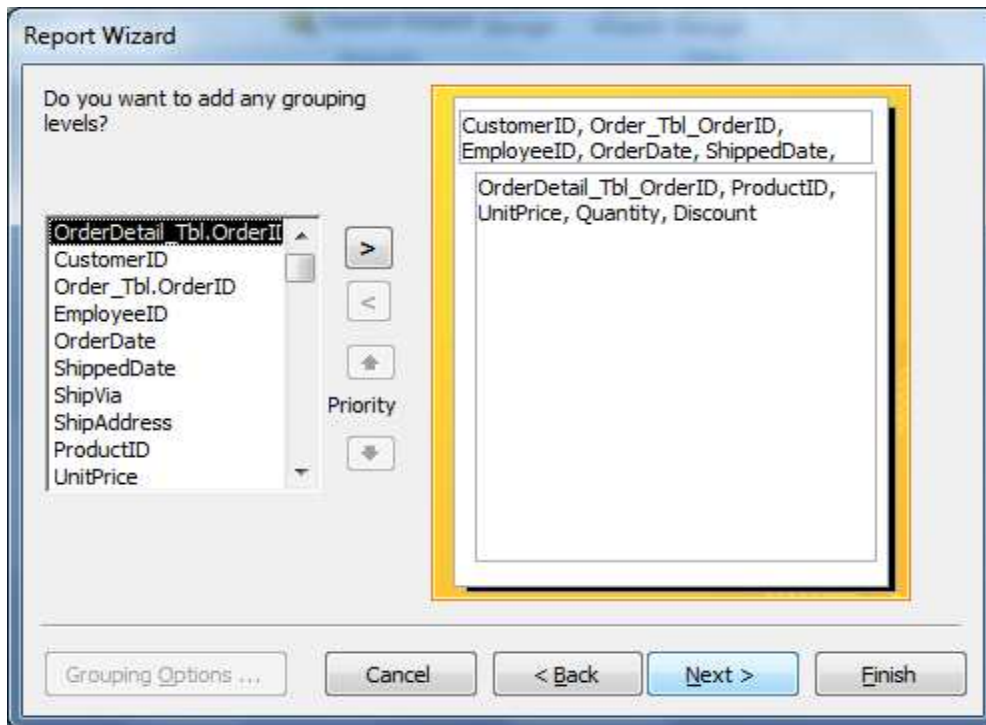 Report Wizard
Do you want to add any grouping
levels?
OrderDetail_Tbl.OrderID
CustomerID
Order_Tbl.OrderID
EmployeeID
OrderDate
ShippedDate
ShipVia
ShipAddress
ProductID
UnitPrice
>
<
Priority
CustomerID, Order_Tbl_OrderID,
EmployeeID, OrderDate, ShippedDate,
OrderDetail_Tbl_OrderID, ProductID,
UnitPrice, Quantity, Discount
Grouping Options ...
Cancel
< Back
Next >
Finish